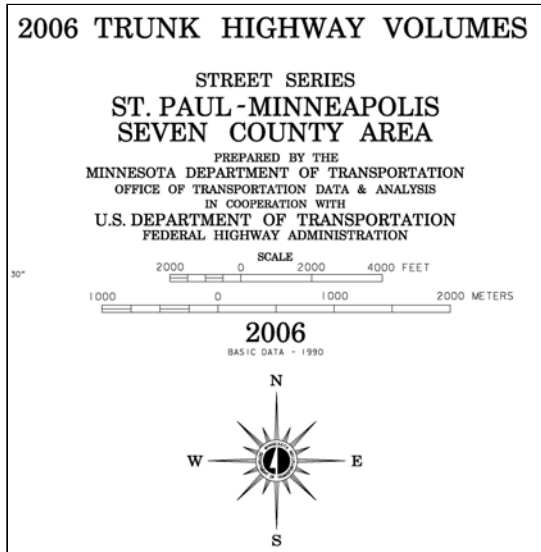 2006 TRUNK HIGHWAY VOLUMES
STREET SERIES
ST. PAUL - MINNEAPOLIS
SEVEN COUNTY AREA
PREPARED BY THE
MINNESOTA DEPARTMENT OF TRANSPORTATION
OFFICE OF TRANSPORTATION DATA & ANALYSIS
IN COOPERATION WITH
U.S. DEPARTMENT OF TRANSPORTATION
FEDERAL HIGHWAY ADMINISTRATION
SCALE
30"
2000 0 2000 4000 FEET
1000 0 1000 2000 METERS
2006
BASIC DATA - 1990
N
W E
S